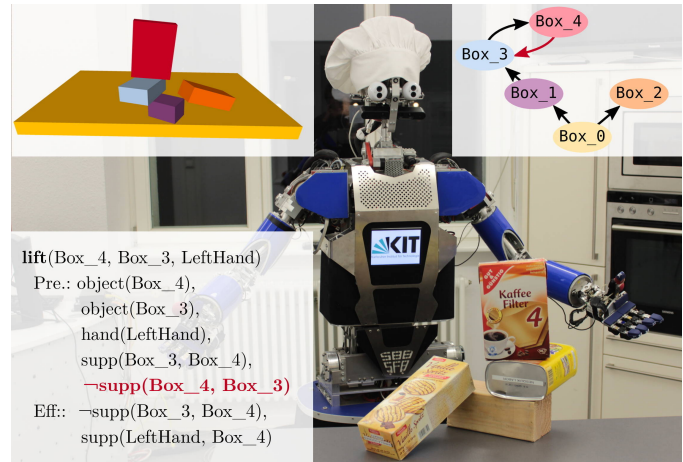 Box_4
Box_3
Box_1
Box_2
Box_0
lift(Box_4, Box_3, LeftHand)
Pre.: object(Box_4),
object(Box_3),
hand(LeftHand),
supp(Box_3, Box_4),
¬supp(Box_4, Box_3)
Eff:: ¬supp(Box_3, Box_4),
supp(LeftHand, Box_4)
KIT
Kaffee
Filter
4